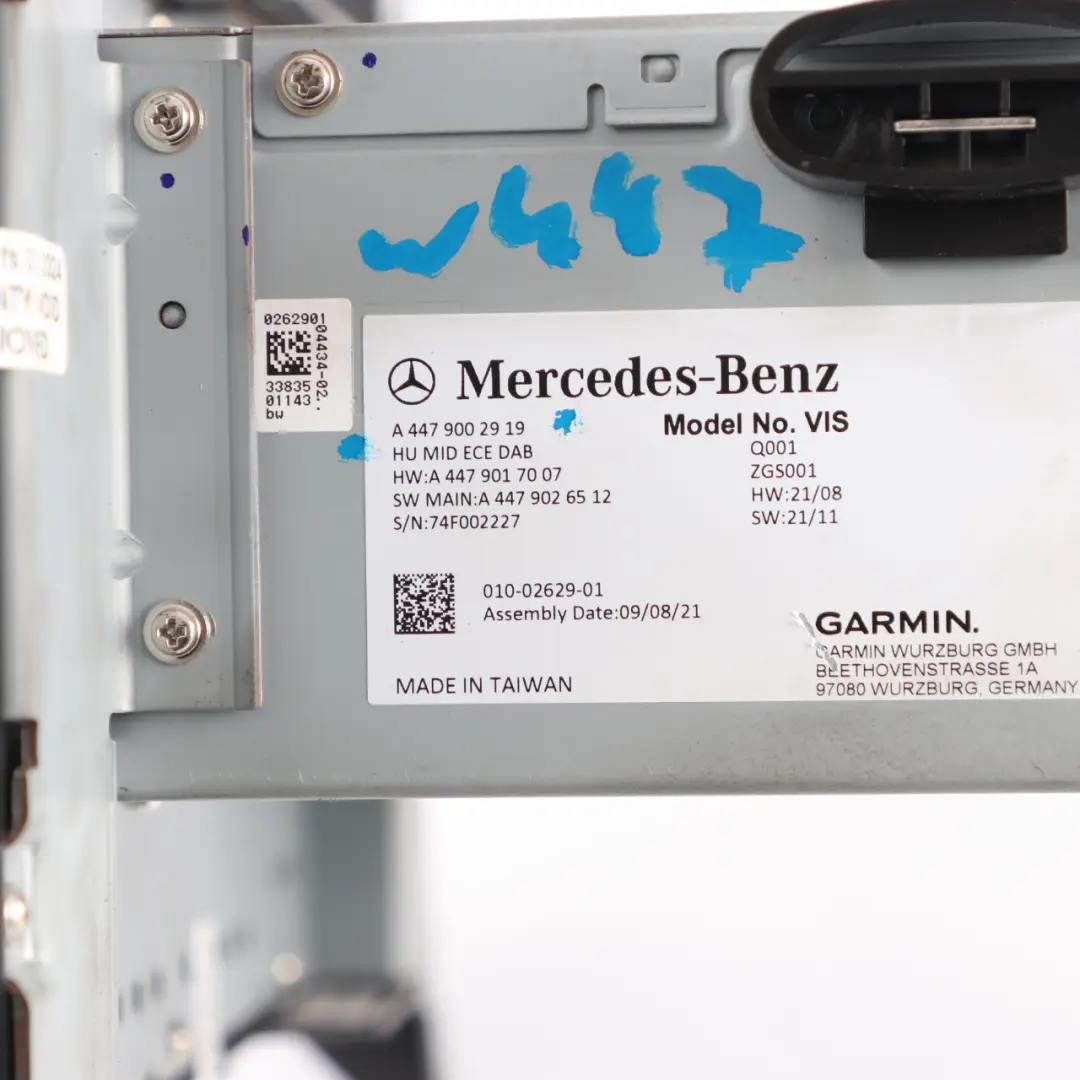 w447
0262901
04434-02..
33835
01143
bw
Mercedes-Benz
A 447 900 29 19
HU MID ECE DAB
HW:A 447 901 70 07
SW MAIN:A 447 902 65 12
S/N:74F002227
Model No. VIS
Q001
ZGS001
HW:21/08
SW:21/11
010-02629-01
Assembly Date:09/08/21
MADE IN TAIWAN
GARMIN.
GARMIN WURZBURG GMBH
BEETHOVENSTRASSE 1A
97080 WURZBURG, GERMANY